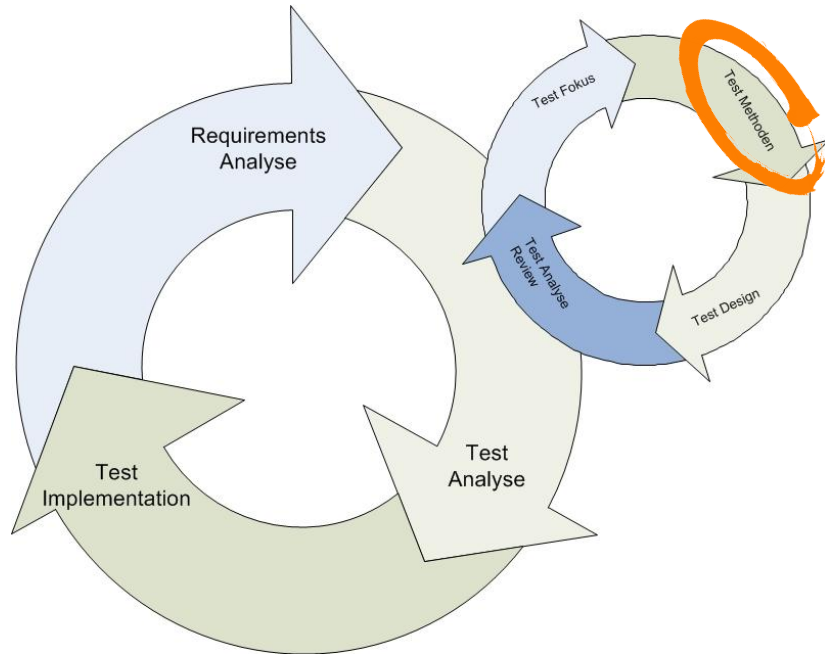 Requirements
Analyse
Test
Analyse
Test
Implementation
Test Fokus
Test Methoden
Test Design
Test Analyse
Review